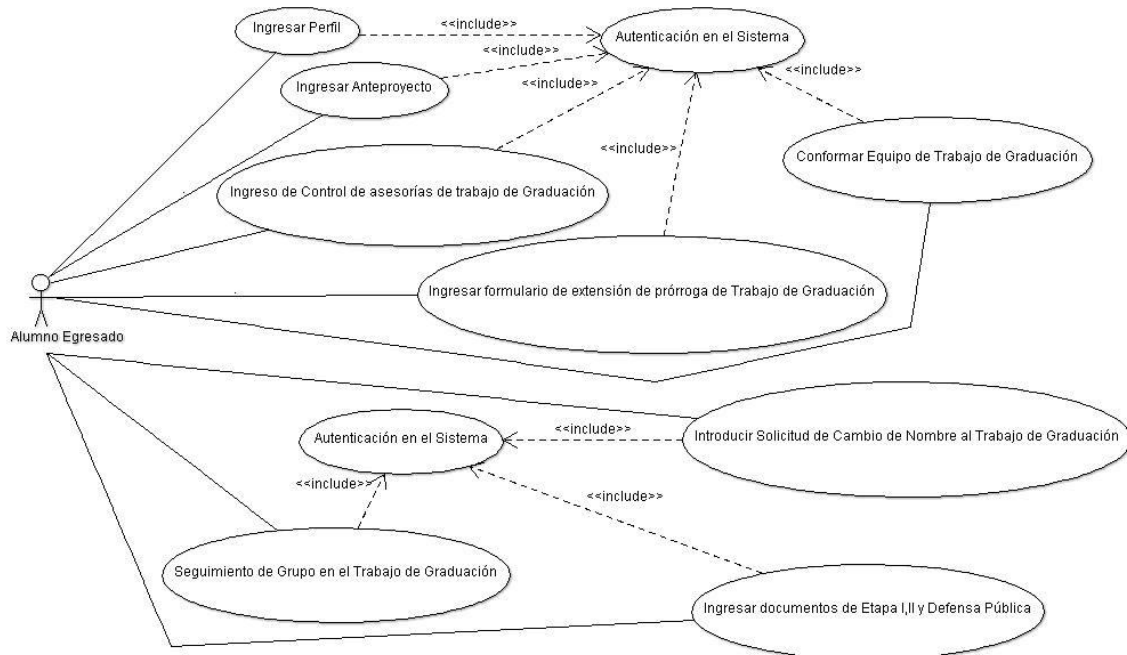 Ingresar Perfil
<<include>>
Autenticación en el Sistema
<<include>>
<<include>>
Ingresar Anteproyecto
<<include>>
<<include>>
Conformar Equipo de Trabajo de Graduación
Ingreso de Control de asesorías de trabajo de Graduación
Ingresar formulario de extensión de prórroga de Trabajo de Graduación
Alumno Egresado
Autenticación en el Sistema
<<include>>
Introducir Solicitud de Cambio de Nombre al Trabajo de Graduación
<<include>>
<<include>>
Seguimiento de Grupo en el Trabajo de Graduación
Ingresar documentos de Etapa I,II y Defensa Pública